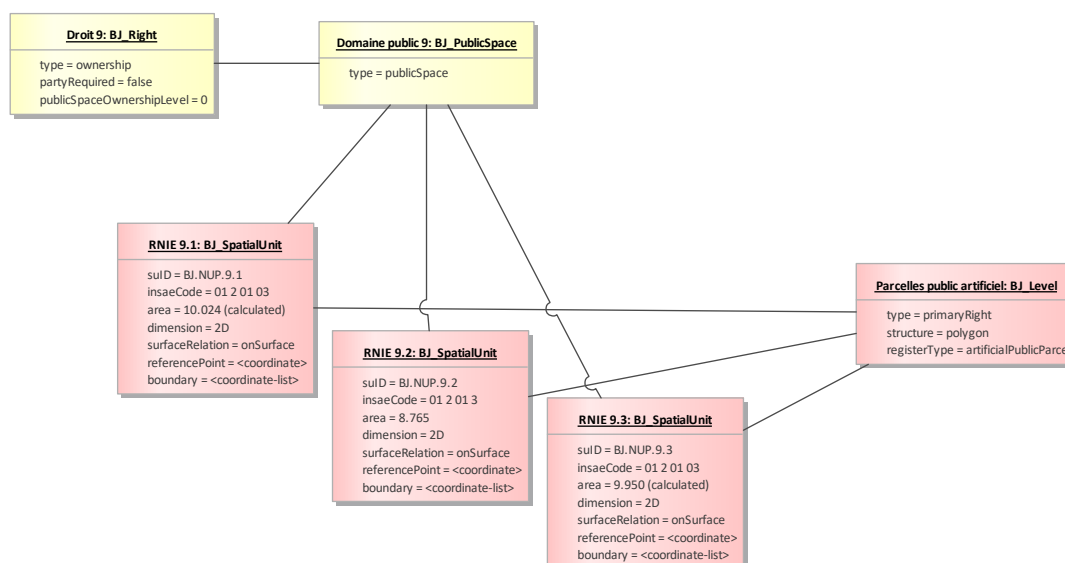 Droit 9: BJ_Right
type = ownership
partyRequired = false
publicSpaceOwnershipLevel = 0
Domaine public 9: BJ_PublicSpace
type = publicSpace
RNIE 9.1: BJ_SpatialUnit
suID = BJ.NUP.9.1
insaeCode = 01 2 01 03
area = 10.024 (calculated)
dimension = 2D
surfaceRelation = onSurface
referencePoint = <coordinate>
boundary = <coordinate-list>
RNIE 9.2: BJ_SpatialUnit
suID = BJ.NUP.9.2
insaeCode = 01 2 01 3
area = 8.765
dimension = 2D
surfaceRelation = onSurface
referencePoint = <coordinate>
boundary = <coordinate-list>
RNIE 9.3: BJ_SpatialUnit
suID = BJ.NUP.9.3
insaeCode = 01 2 01 03
area = 9.950 (calculated)
dimension = 2D
surfaceRelation = onSurface
referencePoint = <coordinate>
boundary = <coordinate-list>
Parcelles public artificiel: BJ_Level
type = primaryRight
structure = polygon
registerType = artificialPublicParce